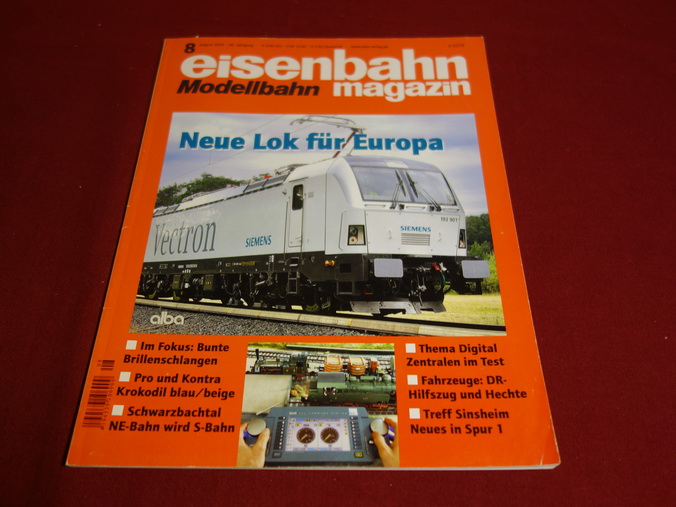 8
eisenbahn
Modellbahn magazin
Neue Lok für Europa
Vectron
SIEMENS
SIEMENS
alba
Im Fokus: Bunte
Brillenschlangen
Pro und Kontra
Krokodil blau/beige
Schwarzbachtal
NE-Bahn wird S-Bahn
Thema Digital
Zentralen im Test
Fahrzeuge: DR-
Hilfszug und Hechte
Treff Sinsheim
Neues in Spur 1